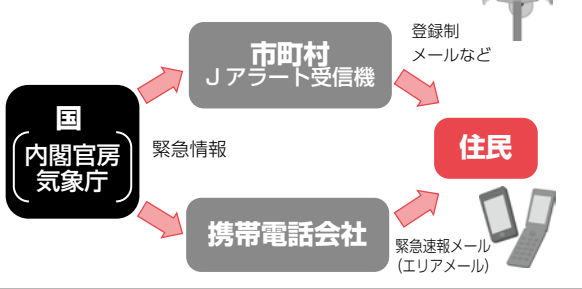 登録制
メールなど
市町村
Jアラート受信機
国
内閣官房
気象庁
緊急情報
住民
携帯電話会社
緊急速報メール
(エリアメール)